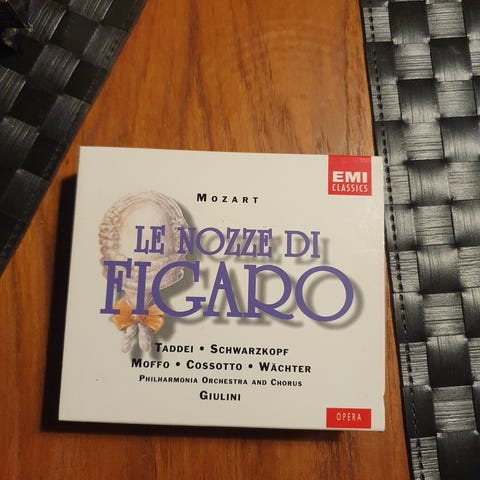 EMI
CLASSICS
MOZART
LE NOZZE DI
FIGARO
TADDEI • SCHWARZKOPF
MOFFO • COSSOTTO • WÄCHTER
PHILHARMONIA ORCHESTRA AND CHORUS
GIULINI
OPERA